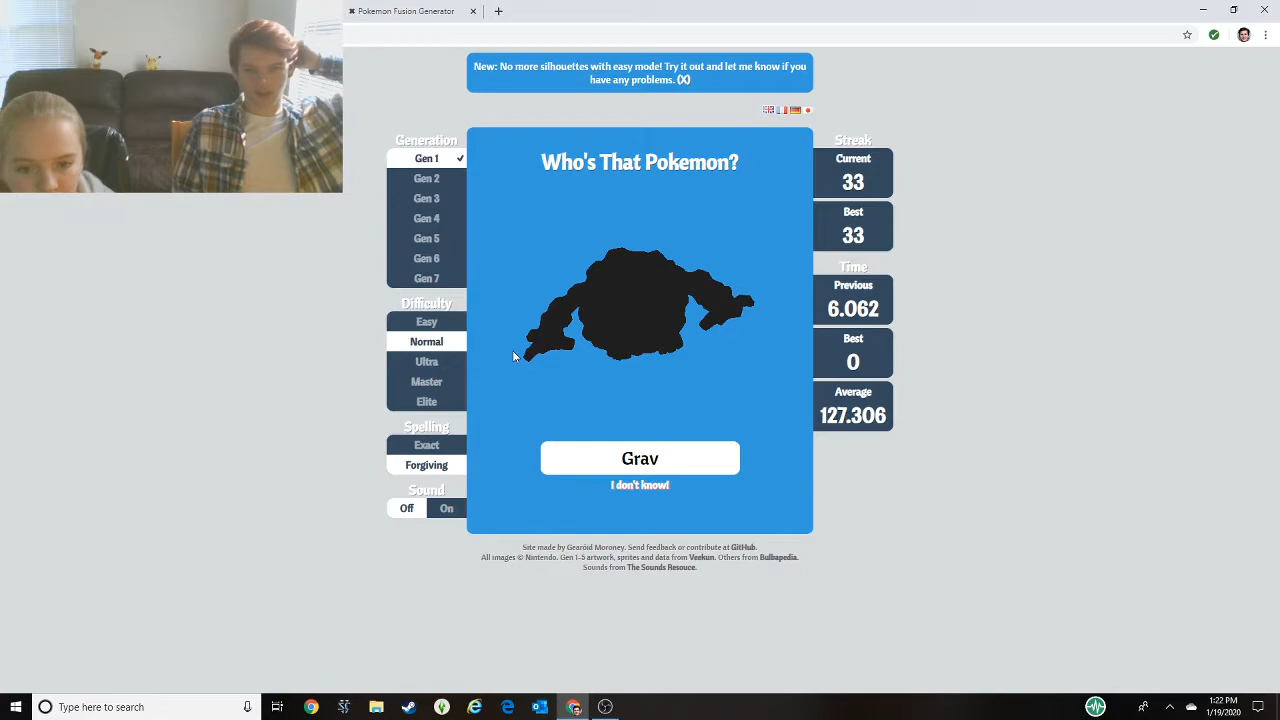 Pokemon Fusion Generator
New: No more silhouettes with easy mode! Try it out and let me know if you
have any problems. (X)
Generation
Gen 1
Gen 2
Gen 3
Gen 4
Gen 5
Gen 6
Gen 7
Difficulty
Easy
Normal
Ultra
Master
Elite
Spelling
Exact
Forgiving
Sound
Off On
Who's That Pokemon?
Grav
I don't know!
Streak
Current
33
Best
33
Time
Previous
6.062
Best
0
Average
127.306
Site made by Gearóid Moroney. Send feedback or contribute at GitHub.
All images © Nintendo. Gen 1-5 artwork, sprites and data from Veekun. Others from Bulbapedia.
Sounds from The Sounds Resouce.
Type here to search
1:22 PM
1/19/2020